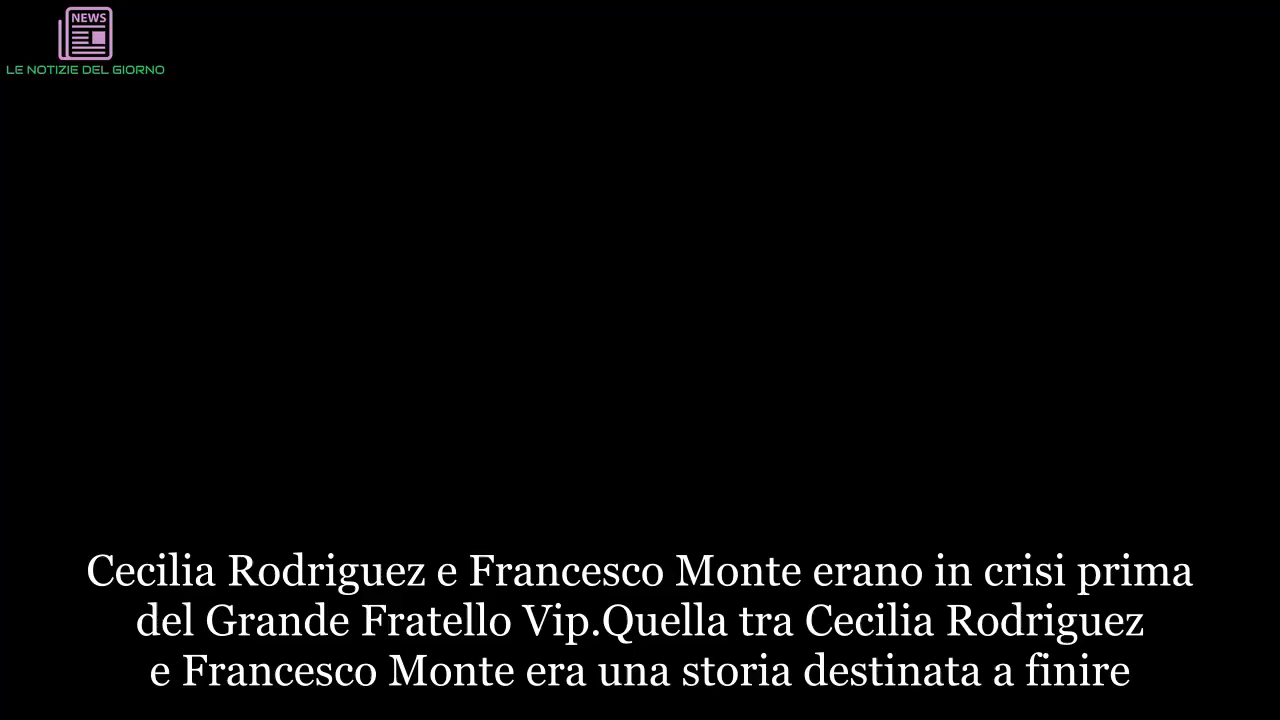 NEWS
LE NOTIZIE DEL GIORNO
Cecilia Rodriguez e Francesco Monte erano in crisi prima
del Grande Fratello Vip.Quella tra Cecilia Rodriguez
e Francesco Monte era una storia destinata a finire